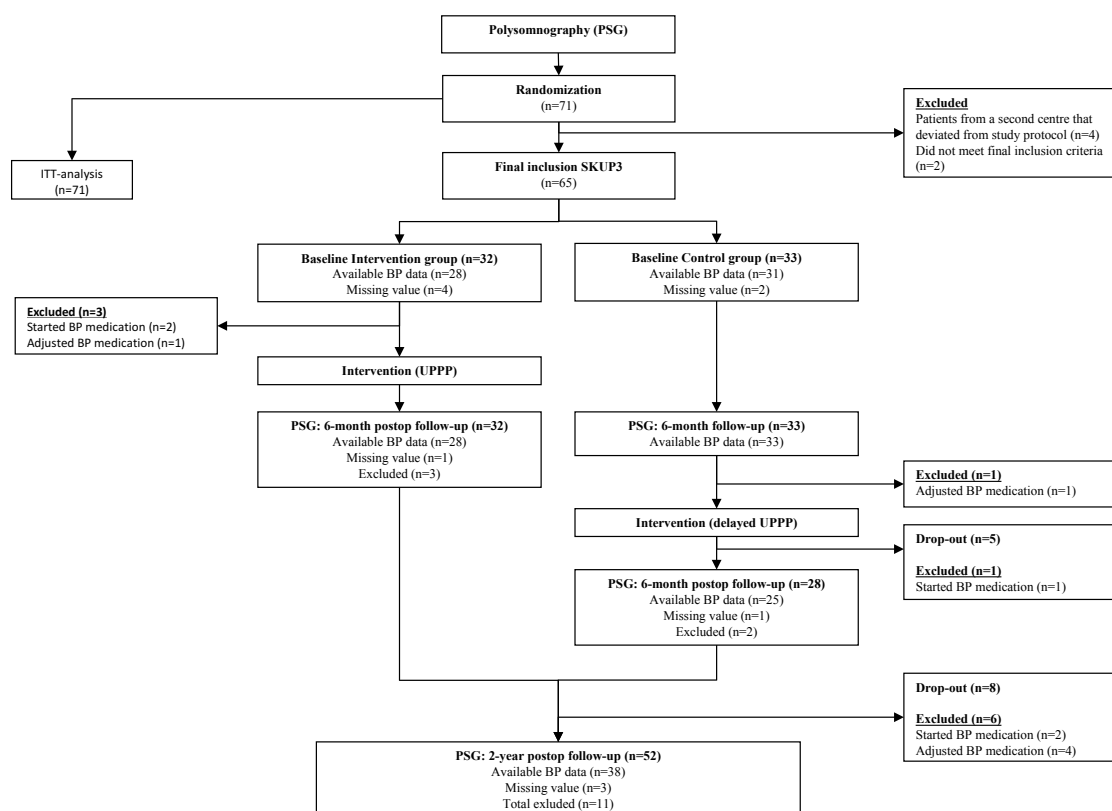 Polysomnography (PSG)
Randomization
(n=71)
Excluded
Patients from a second centre that
deviated from study protocol (n=4)
Did not meet final inclusion criteria
(n=2)
ITT-analysis
(n=71)
Final inclusion SKUP3
(n=65)
Baseline Intervention group (n=32)
Available BP data (n=28)
Missing value (n=4)
Baseline Control group (n=33)
Available BP data (n=31)
Missing value (n=2)
Excluded (n=3)
Started BP medication (n=2)
Adjusted BP medication (n=1)
Intervention (UPPP)
PSG: 6-month postop follow-up (n=32)
Available BP data (n=28)
Missing value (n=1)
Excluded (n=3)
PSG: 6-month follow-up (n=33)
Available BP data (n=33)
Excluded (n=1)
Adjusted BP medication (n=1)
Intervention (delayed UPPP)
Drop-out (n=5)
Excluded (n=1)
Started BP medication (n=1)
PSG: 6-month postop follow-up (n=28)
Available BP data (n=25)
Missing value (n=1)
Excluded (n=2)
Drop-out (n=8)
Excluded (n=6)
Started BP medication (n=2)
Adjusted BP medication (n=4)
PSG: 2-year postop follow-up (n=52)
Available BP data (n=38)
Missing value (n=3)
Total exluded (n=11)